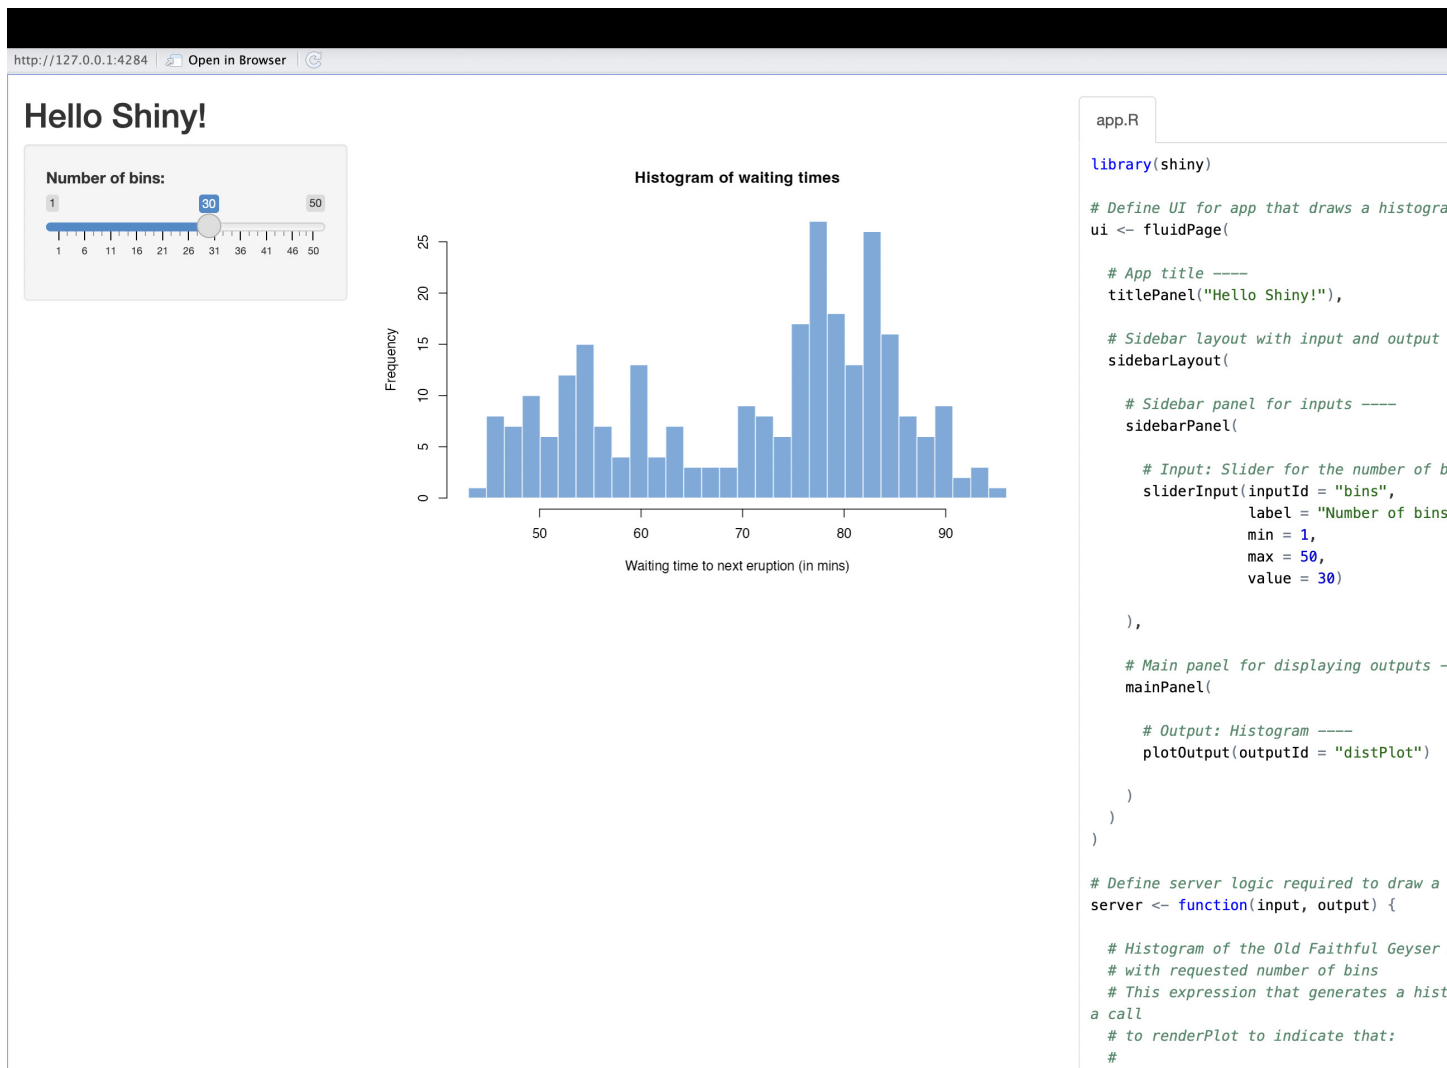 http://127.0.0.1:4284 Open in Browser
Hello Shiny!
Number of bins:
1 30 50
1 6 11 16 21 26 31 36 41 46 50
Histogram of waiting times
Frequency
25
20
15
10
5
0
50 60 70 80 90
Waiting time to next eruption (in mins)
app.R
library(shiny)
# Define UI for app that draws a
ui <- fluidPage(
# App title ----
titlePanel("Hello Shiny!"),
# Sidebar layout with input and output
sidebarLayout(
# Sidebar panel for inputs ----
sidebarPanel(
# Input: Slider for the number of
sliderInput(inputId = "bins",
label = "Number of bins
min = 1,
max = 50,
value = 30)
),
# Main panel for displaying outputs -
mainPanel(
# Output: Histogram ----
plotOutput(outputId = "distPlot")
)
)
)
# Define server logic required to draw a
server <- function(input, output) {
# Histogram of the Old Faithful Geyser
# with requested number of bins
# This expression that generates a
a call
# to renderPlot to indicate that:
#